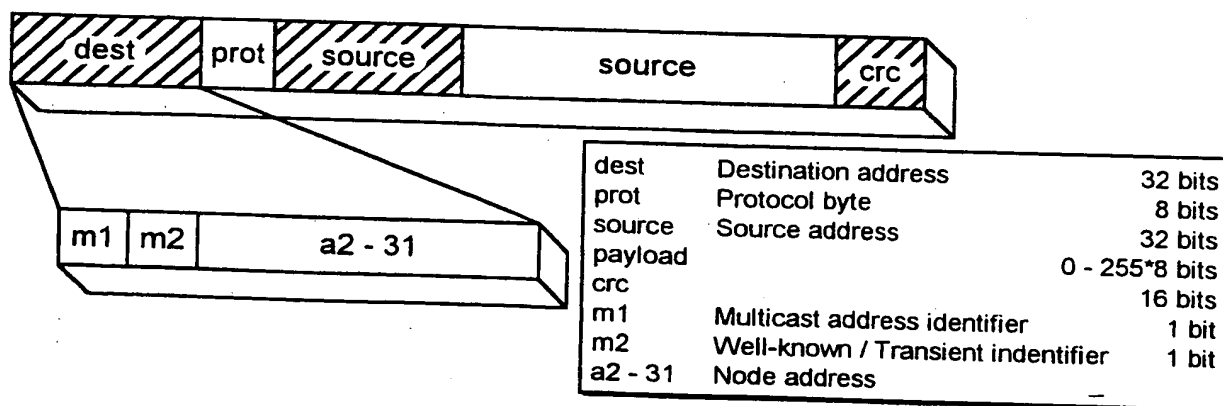 dest prot source source crc
m1 m2 a2 - 31
dest Destination address 32 bits
prot Protocol byte 8 bits
source Source address 32 bits
payload 0 - 255*8 bits
crc 16 bits
m1 Multicast address identifier 1 bit
m2 Well-known / Transient indentifier 1 bit
a2 - 31 Node address